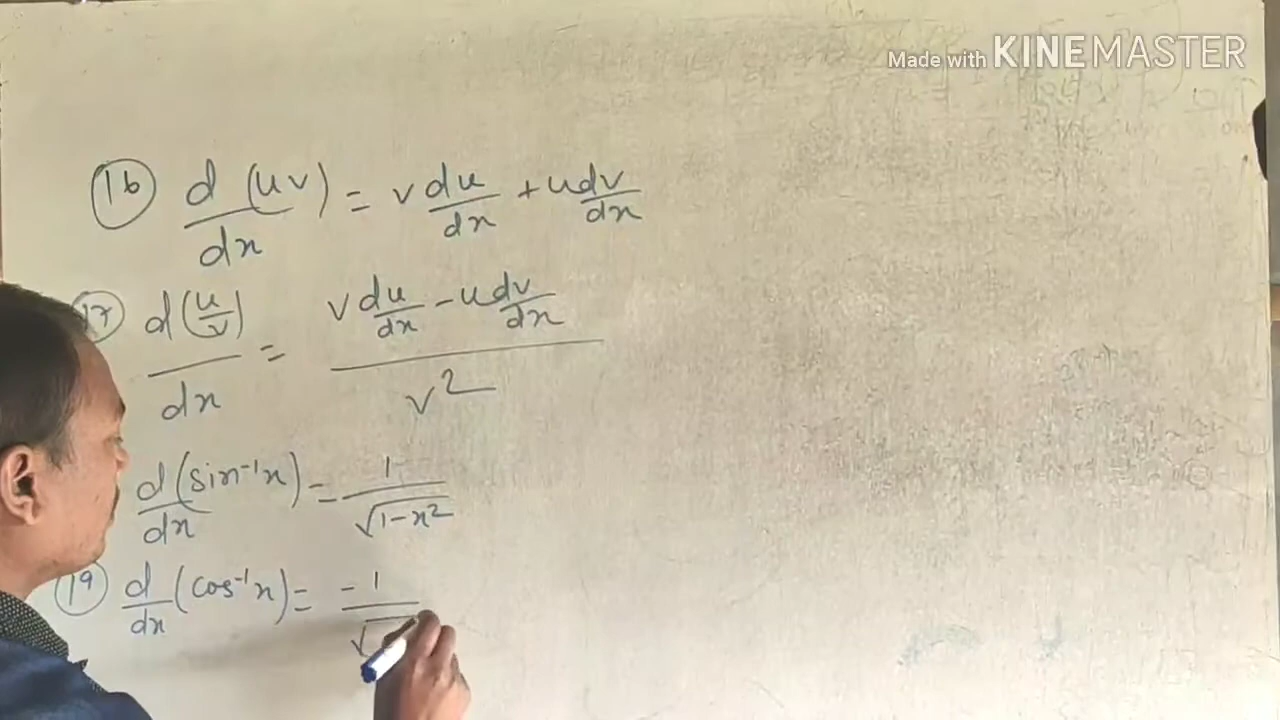 Made with KINEMASTER
16 d/dx (uv) = v du/dx + u dv/dx
17 d(u/v)/dx = (v du/dx - u dv/dx)/v²
d/dx (sin⁻¹x) = 1/√(1-x²)
19 d/dx (cos⁻¹x) = -1/√